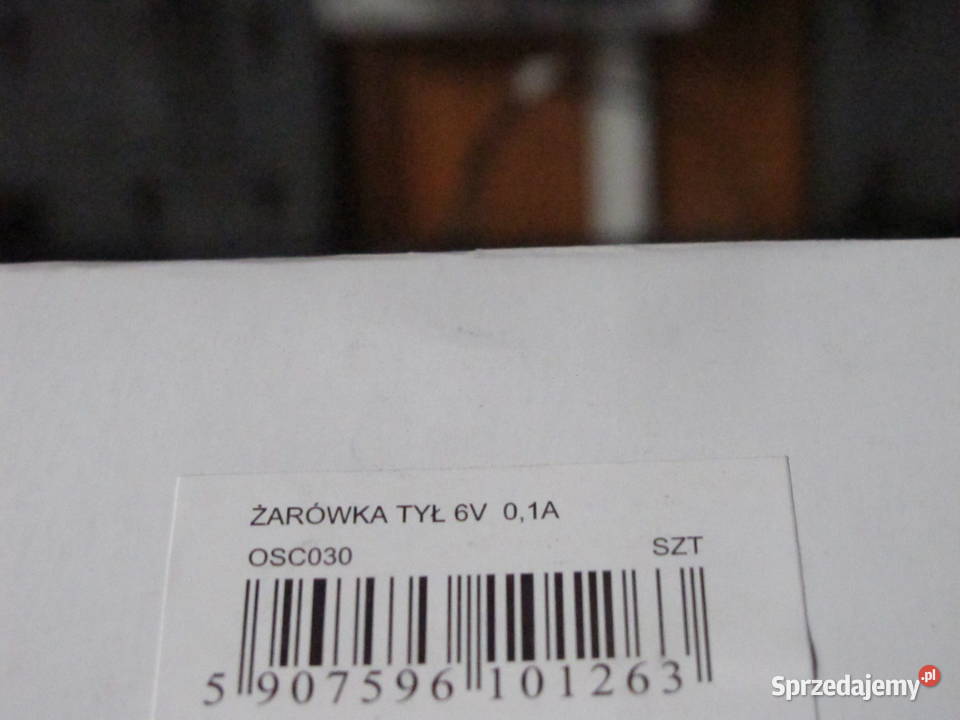 ŻARÓWKA TYŁ 6V 0,1A
OSC030 SZT
5 907596 101263
Sprzedajemy.pl